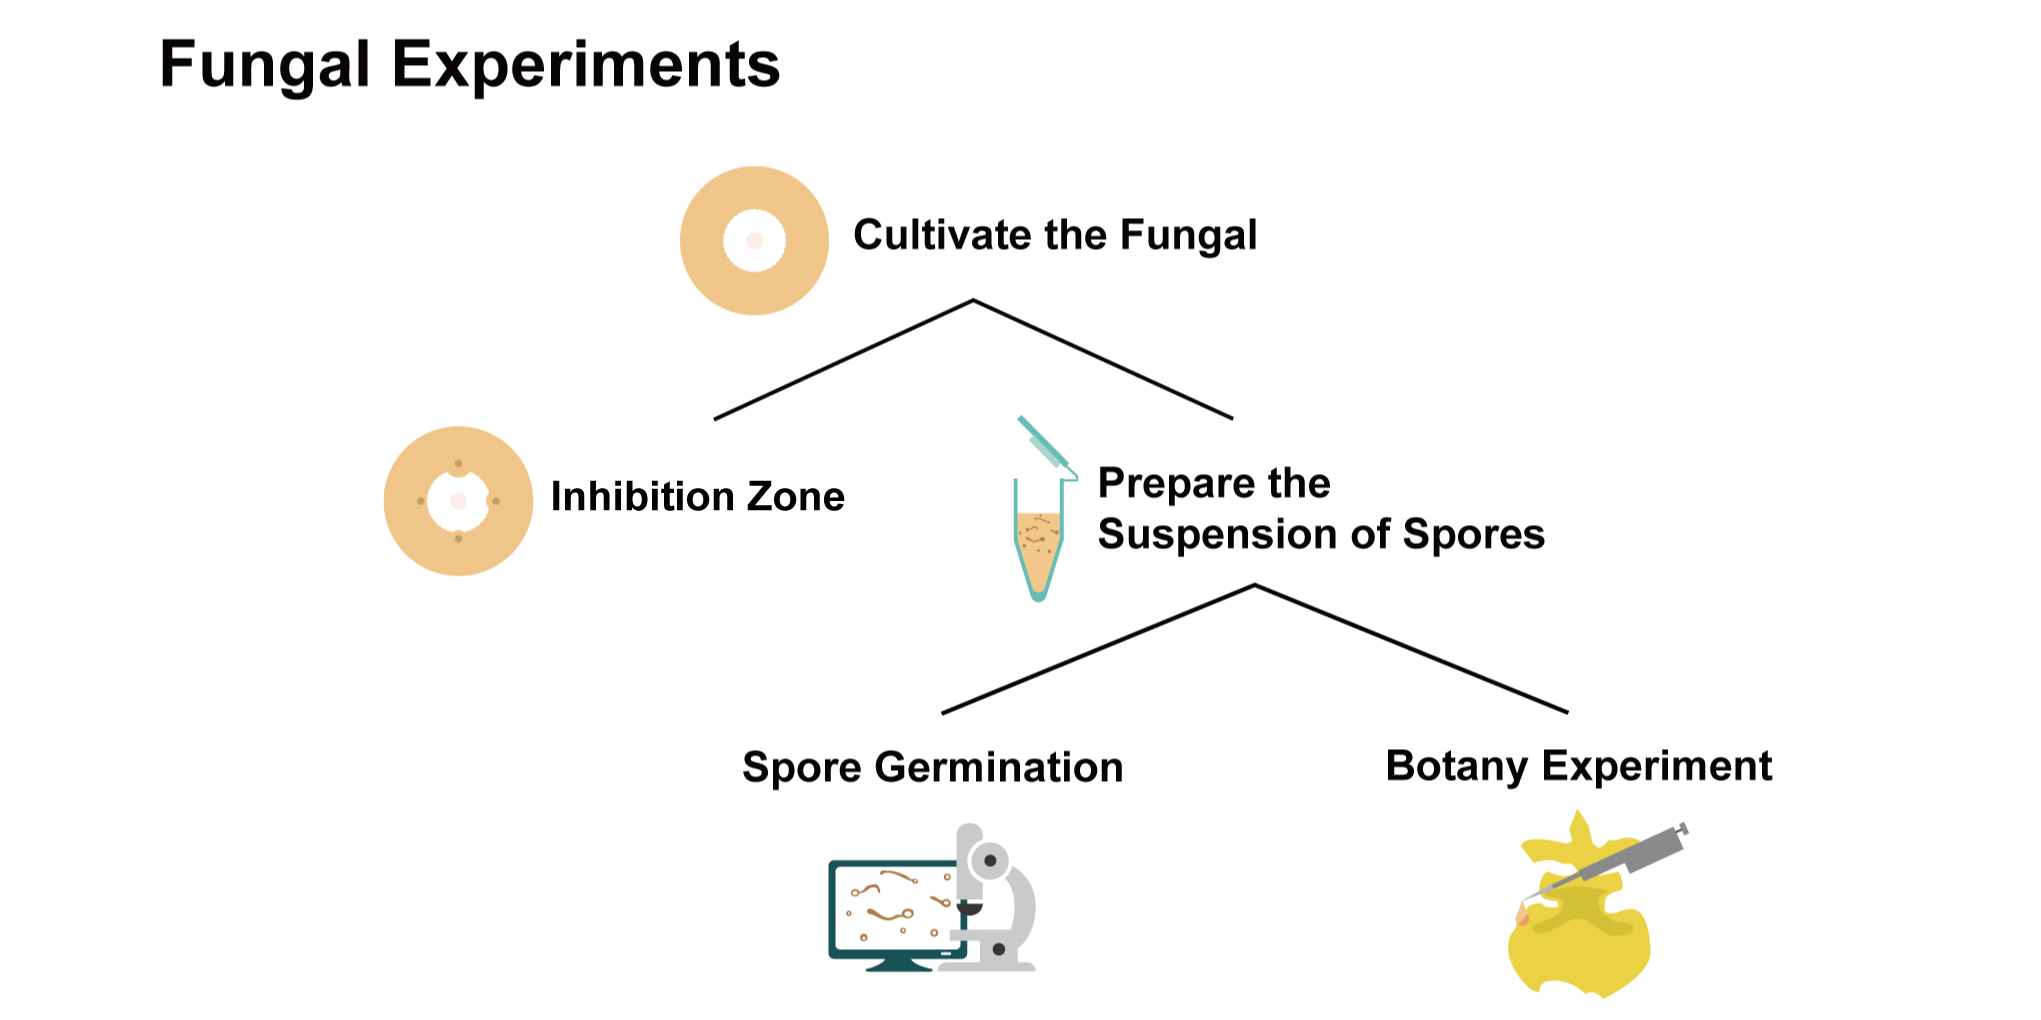 Fungal Experiments
Cultivate the Fungal
Inhibition Zone
Prepare the
Suspension of Spores
Spore Germination
Botany Experiment